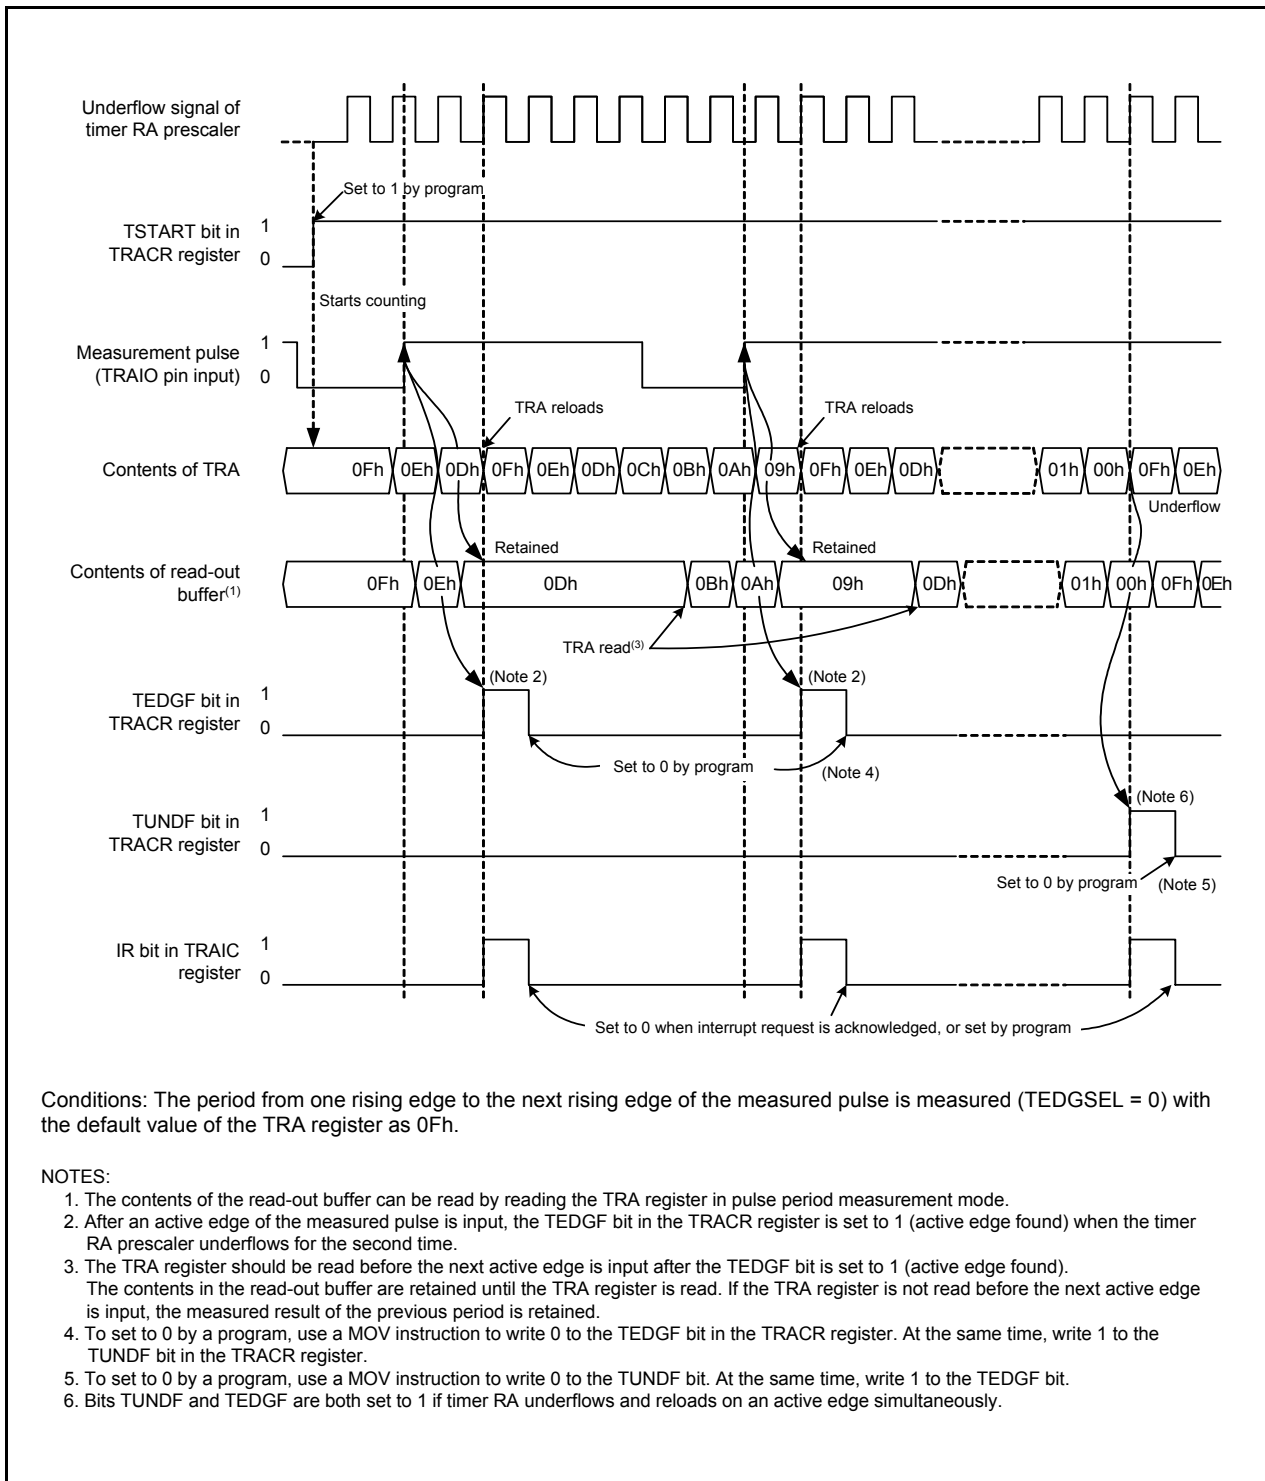 Underflow signal of
timer RA prescaler
Set to 1 by program
TSTART bit in
TRACR register
1
0
Starts counting
Measurement pulse
(TRAIO pin input)
1
0
TRA reloads
TRA reloads
Contents of TRA
0Fh 0Eh 0Dh 0Fh 0Eh 0Dh 0Ch 0Bh 0Ah 09h 0Fh 0Eh 0Dh 01h 00h 0Fh 0Eh
Underflow
Retained
Retained
Contents of read-out
buffer(1)
0Fh 0Eh 0Dh 0Bh 0Ah 09h 0Dh 01h 00h 0Fh 0Eh
TRA read(3)
(Note 2)
(Note 2)
TEDGF bit in
TRACR register
1
0
Set to 0 by program
(Note 4)
(Note 6)
TUNDF bit in
TRACR register
1
0
Set to 0 by program
(Note 5)
IR bit in TRAIC
register
1
0
Set to 0 when interrupt request is acknowledged, or set by program
Conditions: The period from one rising edge to the next rising edge of the measured pulse is measured (TEDGSEL = 0) with
the default value of the TRA register as 0Fh.
NOTES:
1. The contents of the read-out buffer can be read by reading the TRA register in pulse period measurement mode.
2. After an active edge of the measured pulse is input, the TEDGF bit in the TRACR register is set to 1 (active edge found) when the timer
RA prescaler underflows for the second time.
3. The TRA register should be read before the next active edge is input after the TEDGF bit is set to 1 (active edge found).
The contents in the read-out buffer are retained until the TRA register is read. If the TRA register is not read before the next active edge
is input, the measured result of the previous period is retained.
4. To set to 0 by a program, use a MOV instruction to write 0 to the TEDGF bit in the TRACR register. At the same time, write 1 to the
TUNDF bit in the TRACR register.
5. To set to 0 by a program, use a MOV instruction to write 0 to the TUNDF bit. At the same time, write 1 to the TEDGF bit.
6. Bits TUNDF and TEDGF are both set to 1 if timer RA underflows and reloads on an active edge simultaneously.